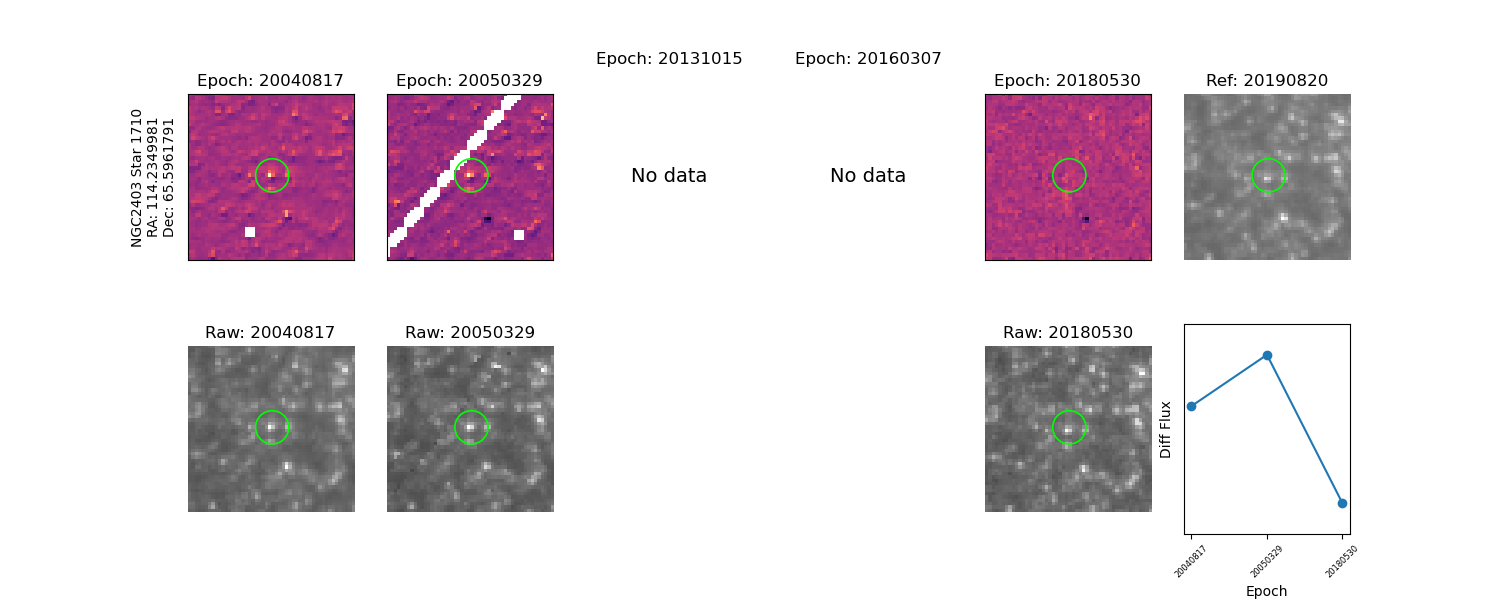 Epoch: 20131015
Epoch: 20160307
Epoch: 20040817
Epoch: 20050329
Epoch: 20180530
Ref: 20190820
NGC2403 Star 1710
RA: 114.2349981
Dec: 65.5961791
No data
No data
Raw: 20040817
Raw: 20050329
Raw: 20180530
Diff Flux
20040817
20050329
20180530
Epoch